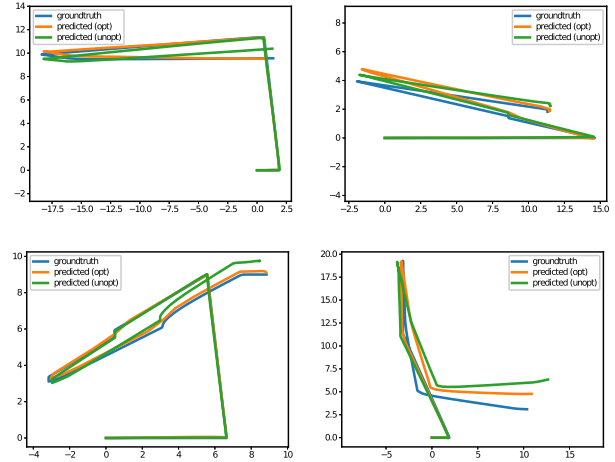 14
12
10
8
6
4
2
0
−2
groundtruth
predicted (opt)
predicted (unopt)
−17.5 −15.0 −12.5 −10.0 −7.5 −5.0 −2.5 0.0 2.5
8
6
4
2
0
−2
−4
groundtruth
predicted (opt)
predicted (unopt)
−2.5 0.0 2.5 5.0 7.5 10.0 12.5 15.0
10
8
6
4
2
0
groundtruth
predicted (opt)
predicted (unopt)
−4 −2 0 2 4 6 8 10
20.0
17.5
15.0
12.5
10.0
7.5
5.0
2.5
0.0
groundtruth
predicted (opt)
predicted (unopt)
−5 0 5 10 15